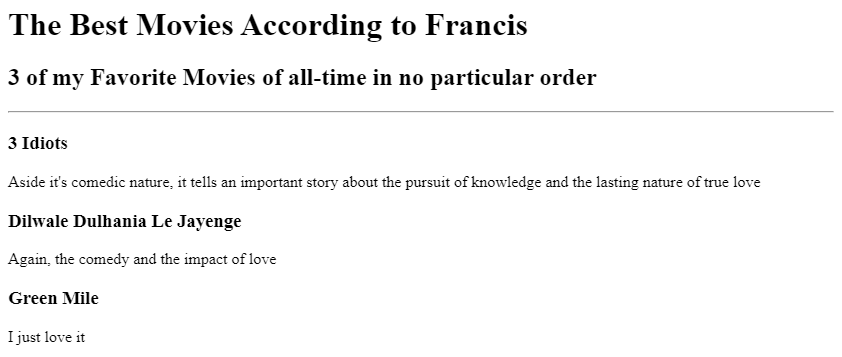 The Best Movies According to Francis
3 of my Favorite Movies of all-time in no particular order
3 Idiots
Aside it's comedic nature, it tells an important story about the pursuit of knowledge and the lasting nature of true love
Dilwale Dulhania Le Jayenge
Again, the comedy and the impact of love
Green Mile
I just love it